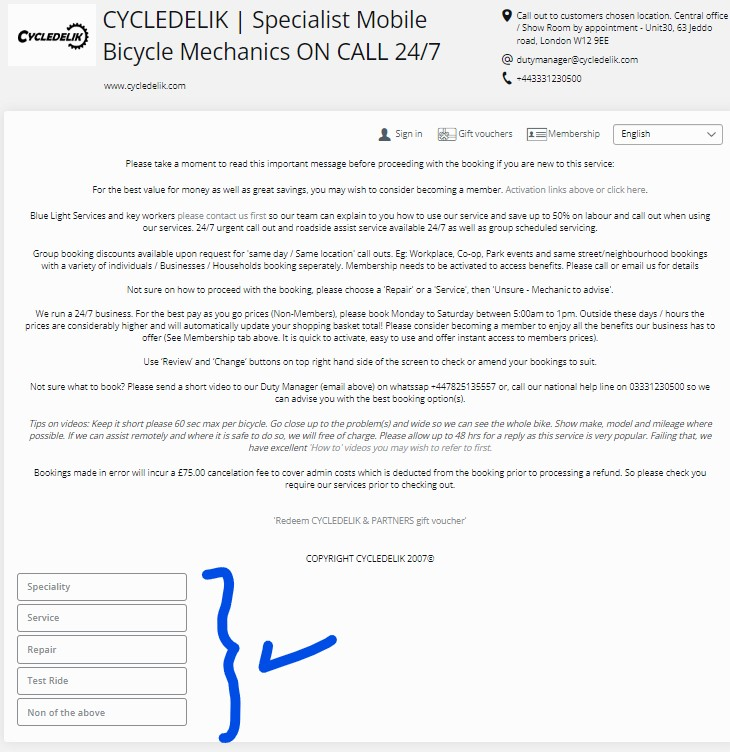 CYCLEDELIK
CYCLEDELIK | Specialist Mobile
Bicycle Mechanics ON CALL 24/7
www.cycledelik.com
Call out to customers chosen location. Central office
/ Show Room by appointment - Unit30, 63 Jeddo
road, London W12 9EE
dutymanager@cycledelik.com
+443331230500
Sign in Gift vouchers Membership English
Please take a moment to read this important message before proceeding with the booking if you are new to this service:
For the best value for money as well as great savings, you may wish to consider becoming a member. Activation links above or click here.
Blue Light Services and key workers please contact us first so our team can explain to you how to use our service and save up to 50% on labour and call out when using
our services. 24/7 urgent call out and roadside assist service available 24/7 as well as group scheduled servicing.
Group booking discounts available upon request for 'same day / Same location' call outs. Eg: Workplace, Co-op, Park events and same street/neighbourhood bookings
with a variety of individuals / Businesses / Households booking seperately. Membership needs to be activated to access benefits. Please call or email us for details
Not sure on how to proceed with the booking, please choose a 'Repair' or a 'Service', then 'Unsure - Mechanic to advise'.
We run a 24/7 business. For the best pay as you go prices (Non-Members), please book Monday to Saturday between 5:00am to 1pm. Outside these days / hours the
prices are considerably higher and will automatically update your shopping basket total! Please consider becoming a member to enjoy all the benefits our business has to
offer (See Membership tab above. It is quick to activate, easy to use and offer instant access to members prices).
Use 'Review' and 'Change' buttons on top right hand side of the screen to check or amend your bookings to suit.
Not sure what to book? Please send a short video to our Duty Manager (email above) on whatssap +447825135557 or, call our national help line on 03331230500 so we
can advise you with the best booking option(s).
Tips on videos: Keep it short please 60 sec max per bicycle. Go close up to the problem(s) and wide so we can see the whole bike. Show make, model and mileage where
possible. If we can assist remotely and where it is safe to do so, we will free of charge. Please allow up to 48 hrs for a reply as this service is very popular. Failing that, we
have excellent 'How to' videos you may wish to refer to first.
Bookings made in error will incur a £75.00 cancelation fee to cover admin costs which is deducted from the booking prior to processing a refund. So please check you
require our services prior to checking out.
'Redeem CYCLEDELIK & PARTNERS gift voucher'
COPYRIGHT CYCLEDELIK 2007©
Speciality
Service
Repair
Test Ride
Non of the above